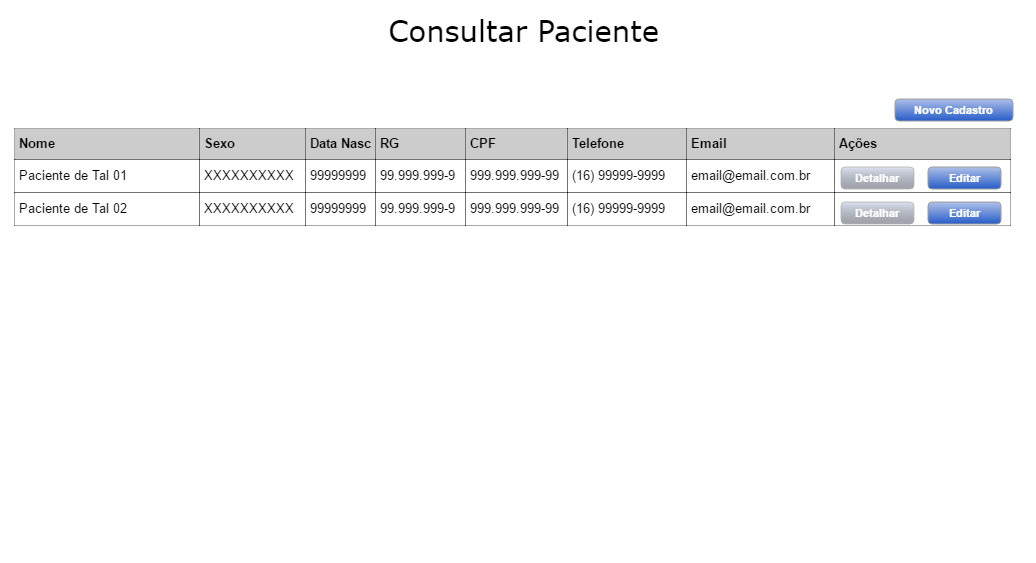 Consultar Paciente
Novo Cadastro
Nome Sexo Data Nasc RG CPF Telefone Email Ações
Paciente de Tal 01 XXXXXXXXXX 99999999 99.999.999-9 999.999.999-99 (16) 99999-9999 email@email.com.br Detalhar Editar
Paciente de Tal 02 XXXXXXXXXX 99999999 99.999.999-9 999.999.999-99 (16) 99999-9999 email@email.com.br Detalhar Editar